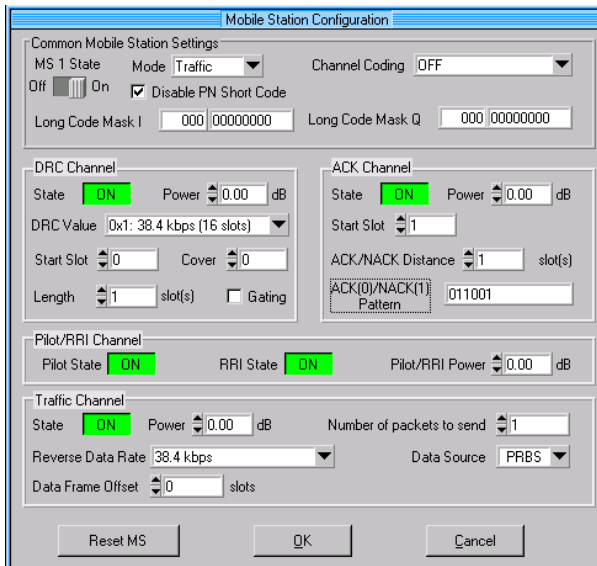 Mobile Station Configuration
Common Mobile Station Settings
MS 1 State Mode Traffic Channel Coding OFF
Off On Disable PN Short Code
Long Code Mask I 000 00000000 Long Code Mask Q 000 00000000
DRC Channel
State ON Power 0.00 dB
DRC Value 0x1: 38.4 kbps (16 slots)
Start Slot 0 Cover 0
Length 1 slot(s) Gating
ACK Channel
State ON Power 0.00 dB
Start Slot 1
ACK/NACK Distance 1 slot(s)
ACK(0)/NACK(1)
Pattern 011001
Pilot/RRI Channel
Pilot State ON RRI State ON Pilot/RRI Power 0.00 dB
Traffic Channel
State ON Power 0.00 dB Number of packets to send 1
Reverse Data Rate 38.4 kbps Data Source PRBS
Data Frame Offset 0 slots
Reset MS OK Cancel